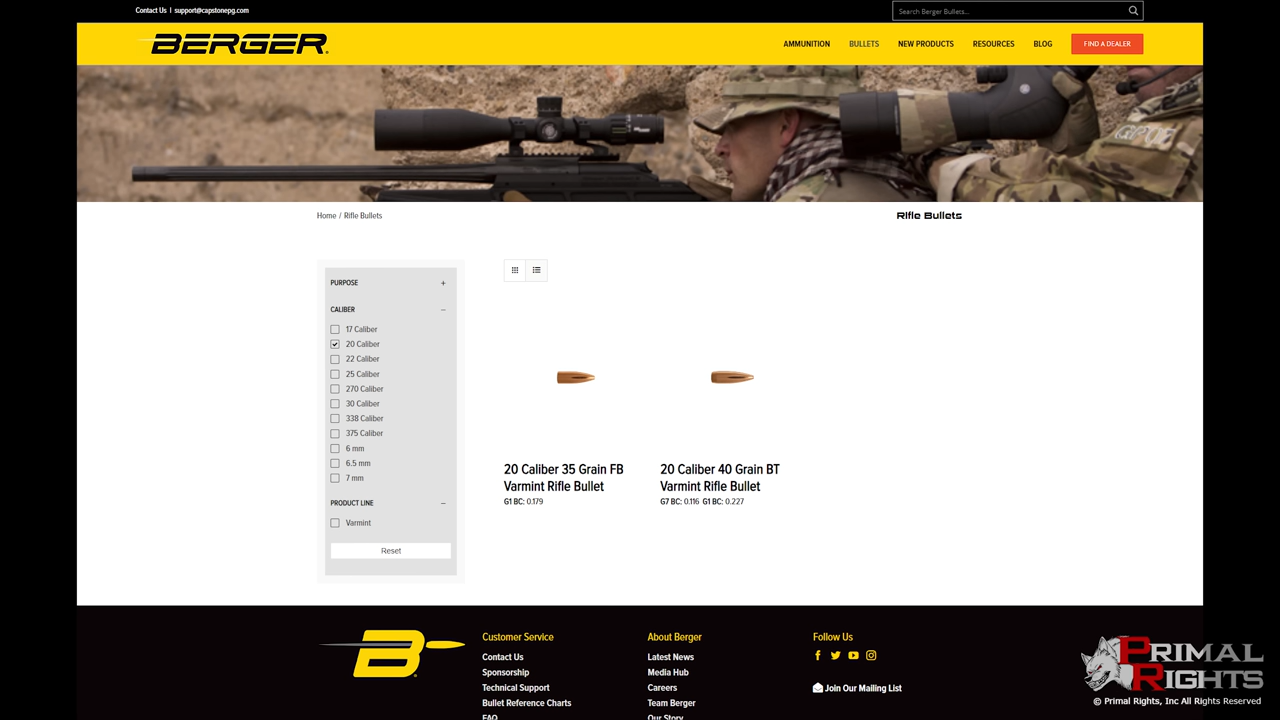 Contact Us | support@capstonepg.com
Search Berger Bullets...
BERGER
AMMUNITION
BULLETS
NEW PRODUCTS
RESOURCES
BLOG
FIND A DEALER
GPOF
Home / Rifle Bullets
Rifle Bullets
PURPOSE +
CALIBER –
17 Caliber
20 Caliber
22 Caliber
25 Caliber
270 Caliber
30 Caliber
338 Caliber
375 Caliber
6 mm
6.5 mm
7 mm
PRODUCT LINE –
Varmint
Reset
20 Caliber 35 Grain FB
Varmint Rifle Bullet
G1 BC: 0.179
20 Caliber 40 Grain BT
Varmint Rifle Bullet
G7 BC: 0.116 G1 BC: 0.227
B
Customer Service
Contact Us
Sponsorship
Technical Support
Bullet Reference Charts
FAQ
About Berger
Latest News
Media Hub
Careers
Team Berger
Our Story
Follow Us
Join Our Mailing List
PRIMAL
RIGHTS
© Primal Rights, Inc All Rights Reserved